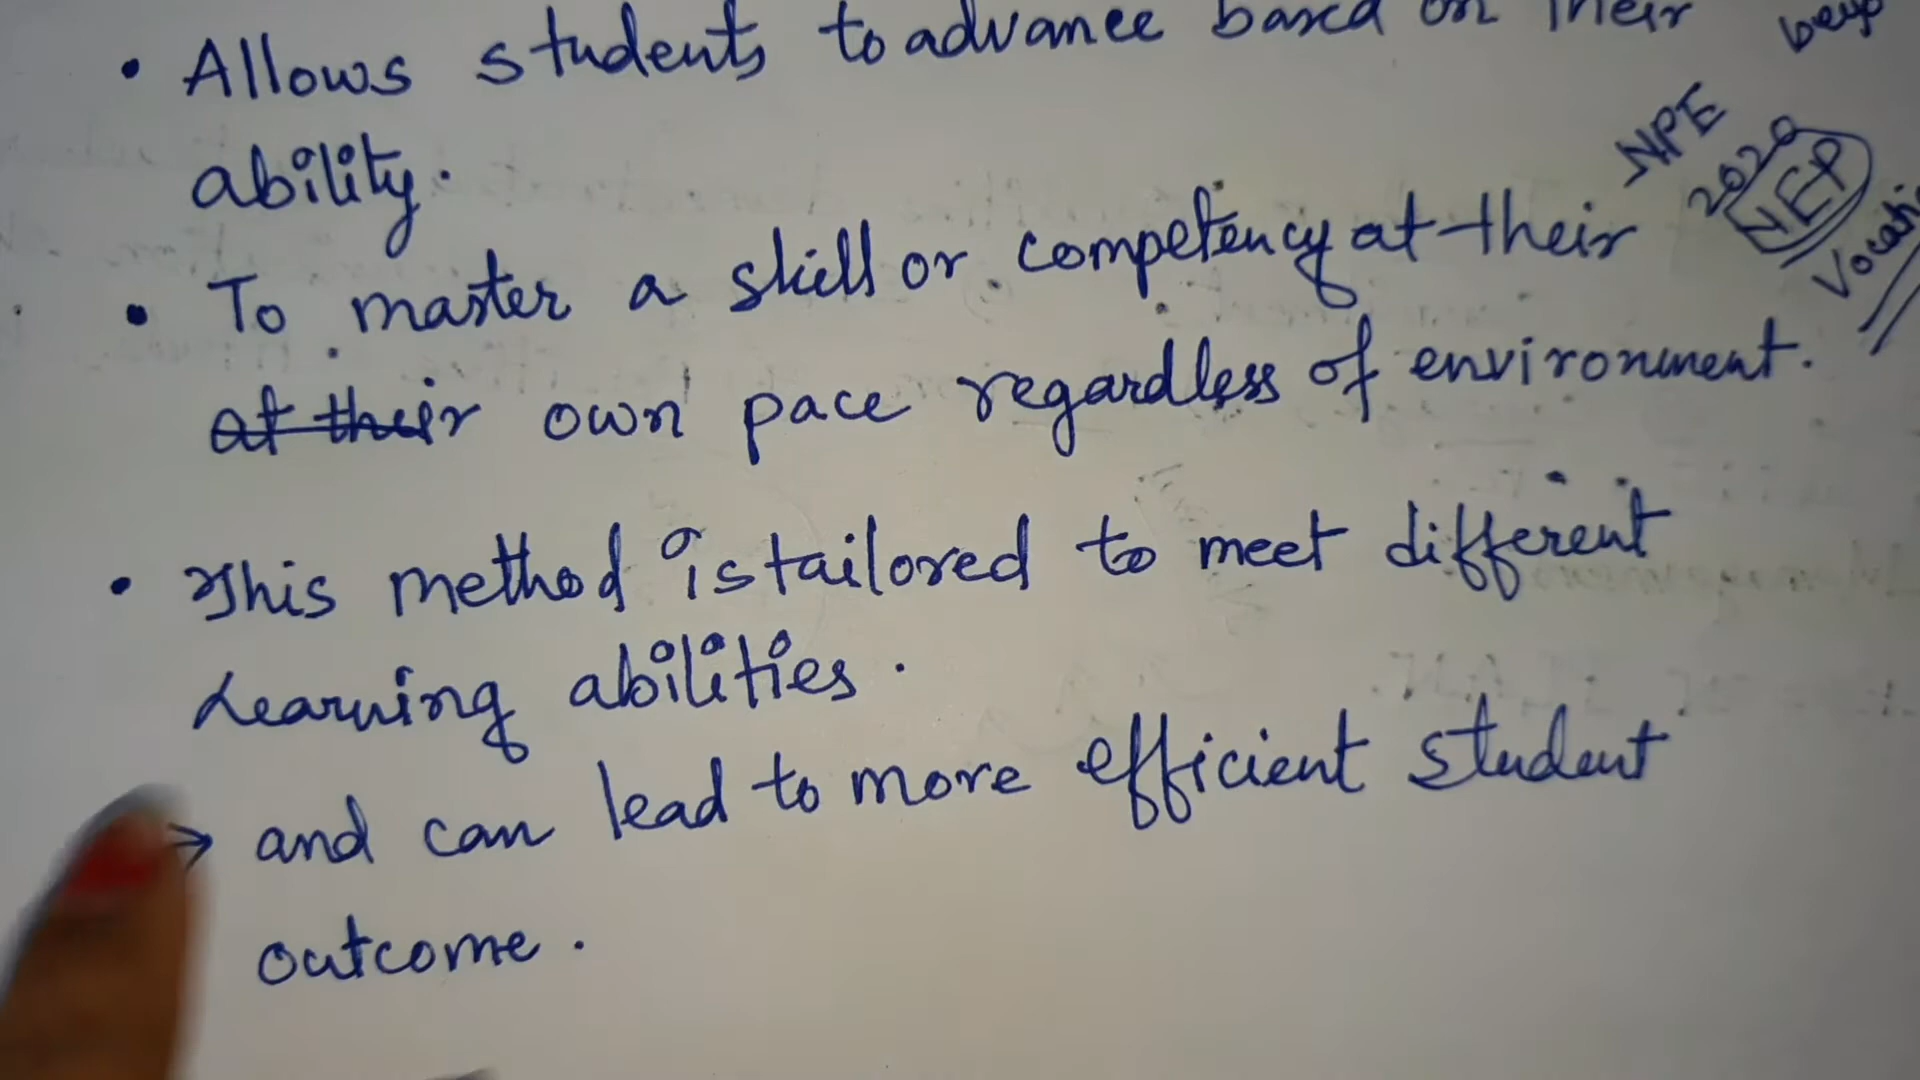 • Allows students to advance based on their
ability.
• To master a skill or competency at their
at their own pace regardless of environment.
• This method is tailored to meet different
Learning abilities.
→ and can lead to more efficient student
outcome.
NPE
2020
NEP